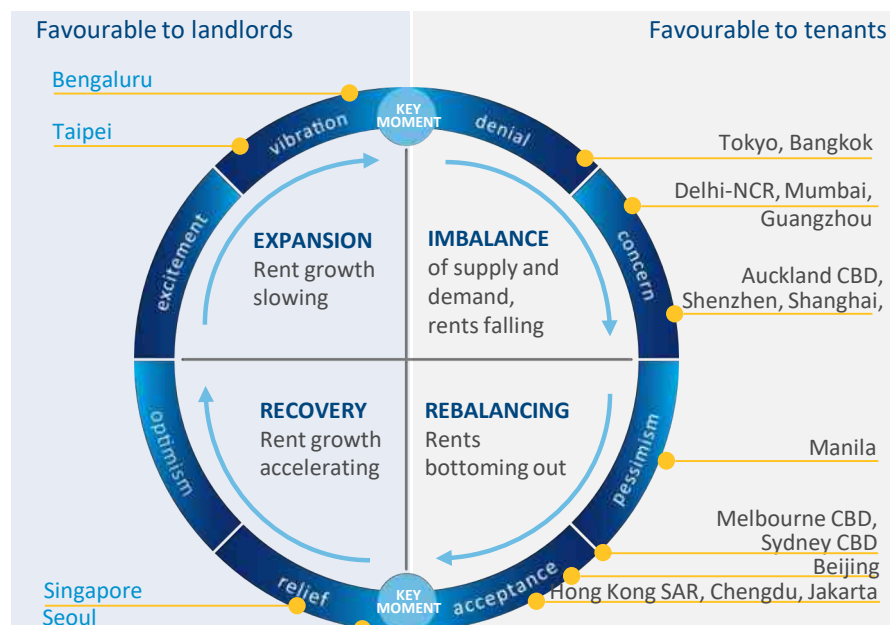 Favourable to landlords
Favourable to tenants
Bengaluru
Taipei
KEY
MOMENT
vibration
denial
excitement
concern
Tokyo, Bangkok
Delhi-NCR, Mumbai,
Guangzhou
Auckland CBD,
Shenzhen, Shanghai,
EXPANSION
Rent growth
slowing
IMBALANCE
of supply and
demand,
rents falling
RECOVERY
Rent growth
accelerating
REBALANCING
Rents
bottoming out
optimism
pessimism
Manila
Melbourne CBD,
Sydney CBD
Beijing
Hong Kong SAR, Chengdu, Jakarta
relief
acceptance
KEY
MOMENT
Singapore
Seoul